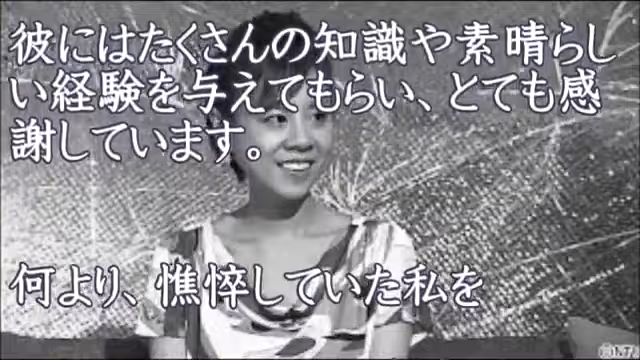 彼にはたくさんの知識や素晴らし
い経験を与えてもらい、とても感
謝しています。
何より、憔悴していた私を